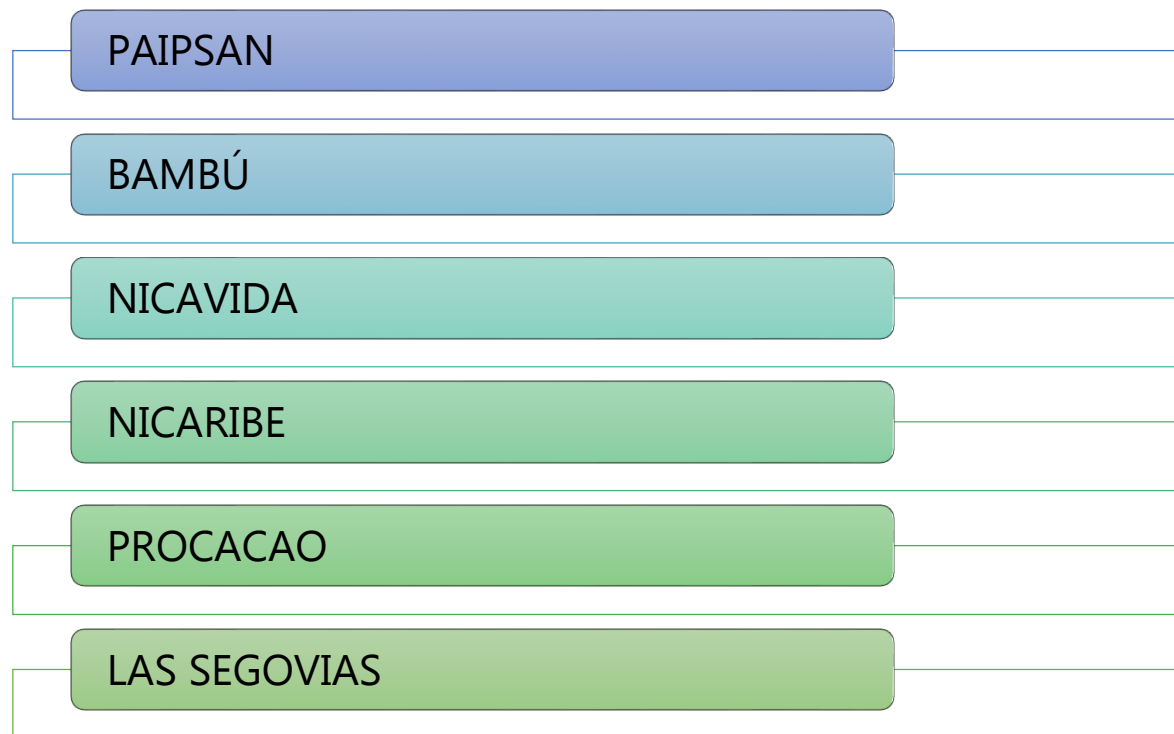 PAIPSAN
BAMBÚ
NICAVIDA
NICARIBE
PROCACAO
LAS SEGOVIAS